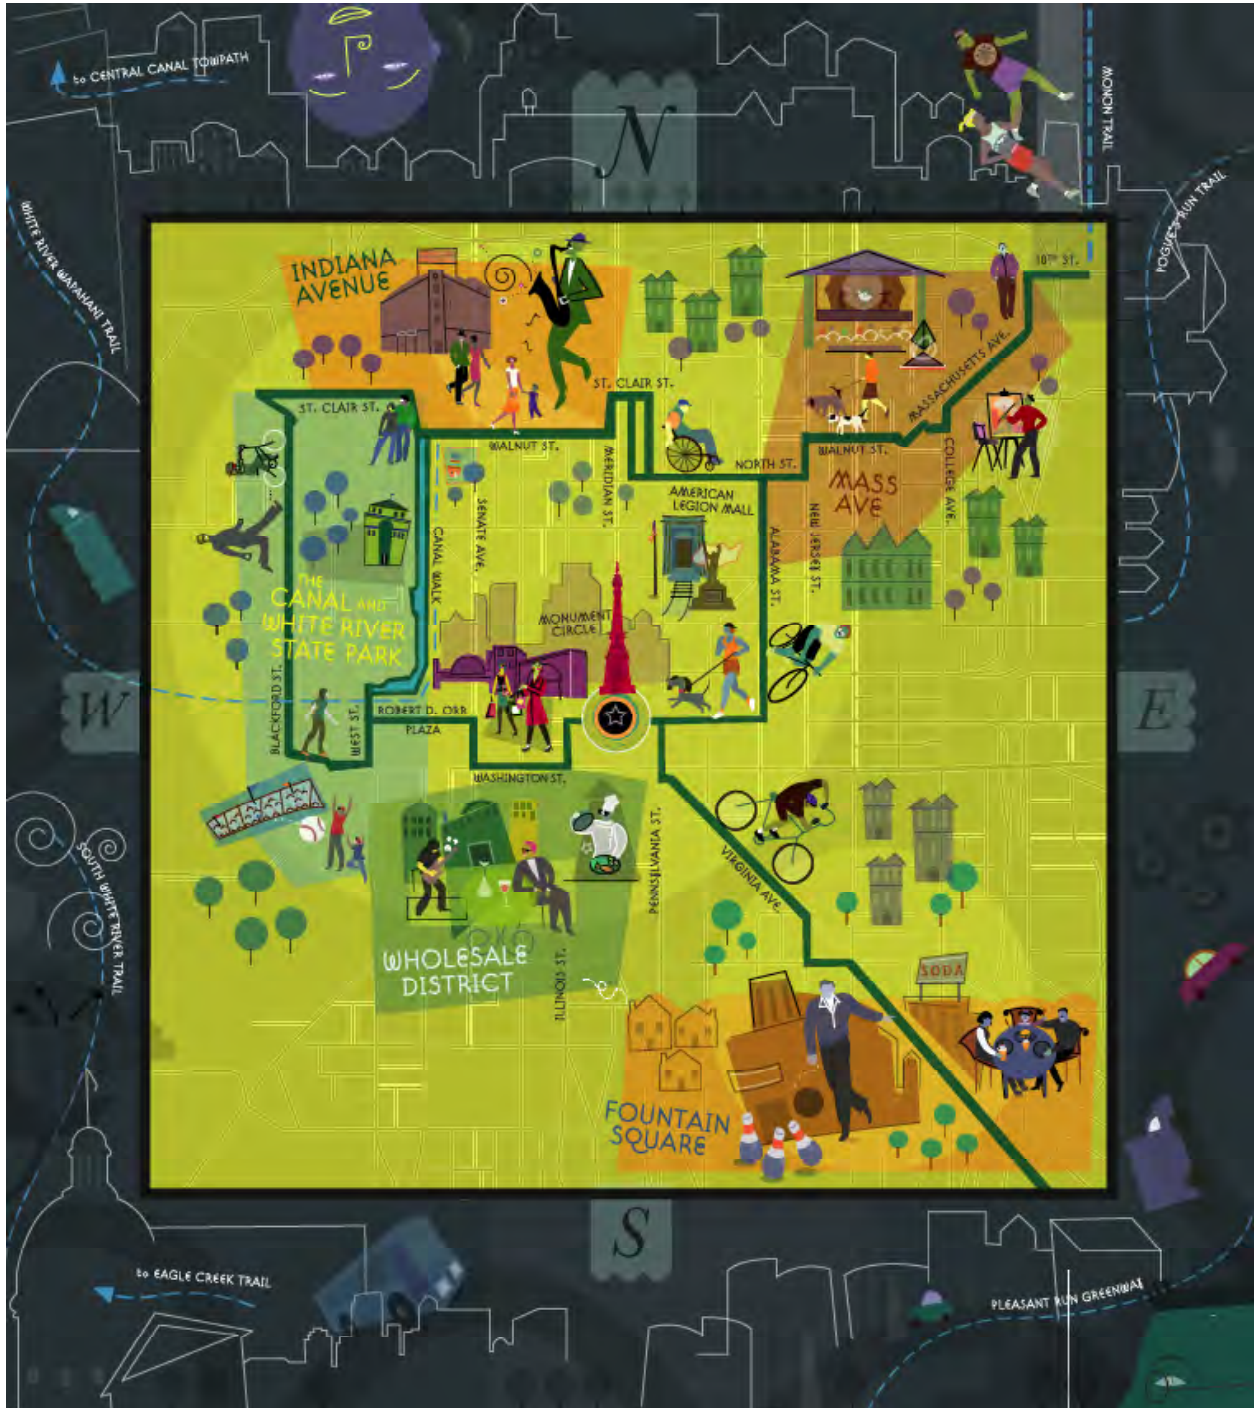 to CENTRAL CANAL TOWPATH
N
MONON TRAIL
WHITE RIVER WAPAHANI TRAIL
POGUE'S RUN TRAIL
INDIANA
AVENUE
10TH ST.
MASSACHUSETTS AVE.
ST. CLAIR ST.
ST. CLAIR ST.
WALNUT ST.
MERIDIAN ST.
NORTH ST.
WALNUT ST.
COLLEGE AVE.
MASS
AVE
AMERICAN
LEGION MALL
SENATE AVE.
CANAL WALK
ALABAMA ST.
NEW JERSEY ST.
THE
CANAL AND
WHITE RIVER
STATE PARK
MONUMENT
CIRCLE
W
E
BLACKFORD ST.
WEST ST.
ROBERT D. ORR
PLAZA
WASHINGTON ST.
PENNSYLVANIA ST.
VIRGINIA AVE.
SOUTH WHITE RIVER TRAIL
WHOLESALE
DISTRICT
ILLINOIS ST.
SODA
FOUNTAIN
SQUARE
S
to EAGLE CREEK TRAIL
PLEASANT RUN GREENWAY